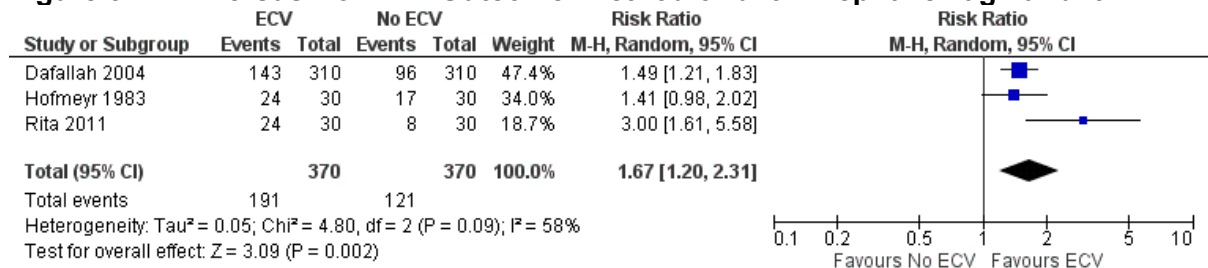 ECV No ECV Risk Ratio Risk Ratio
Study or Subgroup Events Total Events Total Weight M-H, Random, 95% CI M-H, Random, 95% CI
Dafallah 2004 143 310 96 310 47.4% 1.49 [1.21, 1.83]
Hofmeyr 1983 24 30 17 30 34.0% 1.41 [0.98, 2.02]
Rita 2011 24 30 8 30 18.7% 3.00 [1.61, 5.58]
Total (95% CI) 370 370 100.0% 1.67 [1.20, 2.31]
Total events 191 121
Heterogeneity: Tau² = 0.05; Chi² = 4.80, df = 2 (P = 0.09); I² = 58%
Test for overall effect: Z = 3.09 (P = 0.002)
0.1 0.2 0.5 1 2 5 10
Favours No ECV Favours ECV